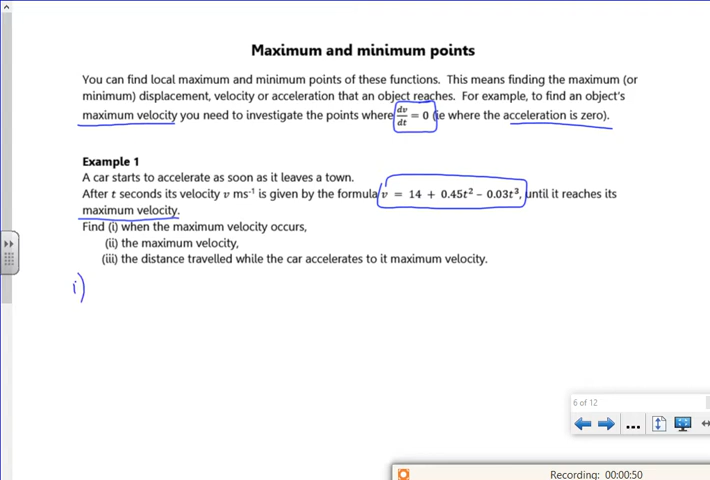 Maximum and minimum points
You can find local maximum and minimum points of these functions. This means finding the maximum (or
minimum) displacement, velocity or acceleration that an object reaches. For example, to find an object's
maximum velocity you need to investigate the points where dv/dt = 0 (ie where the acceleration is zero).
Example 1
A car starts to accelerate as soon as it leaves a town.
After t seconds its velocity v ms⁻¹ is given by the formula v = 14 + 0.45t² − 0.03t³, until it reaches its
maximum velocity.
Find (i) when the maximum velocity occurs,
(ii) the maximum velocity,
(iii) the distance travelled while the car accelerates to it maximum velocity.
i)
6 of 12
...
Recording: 00:00:50